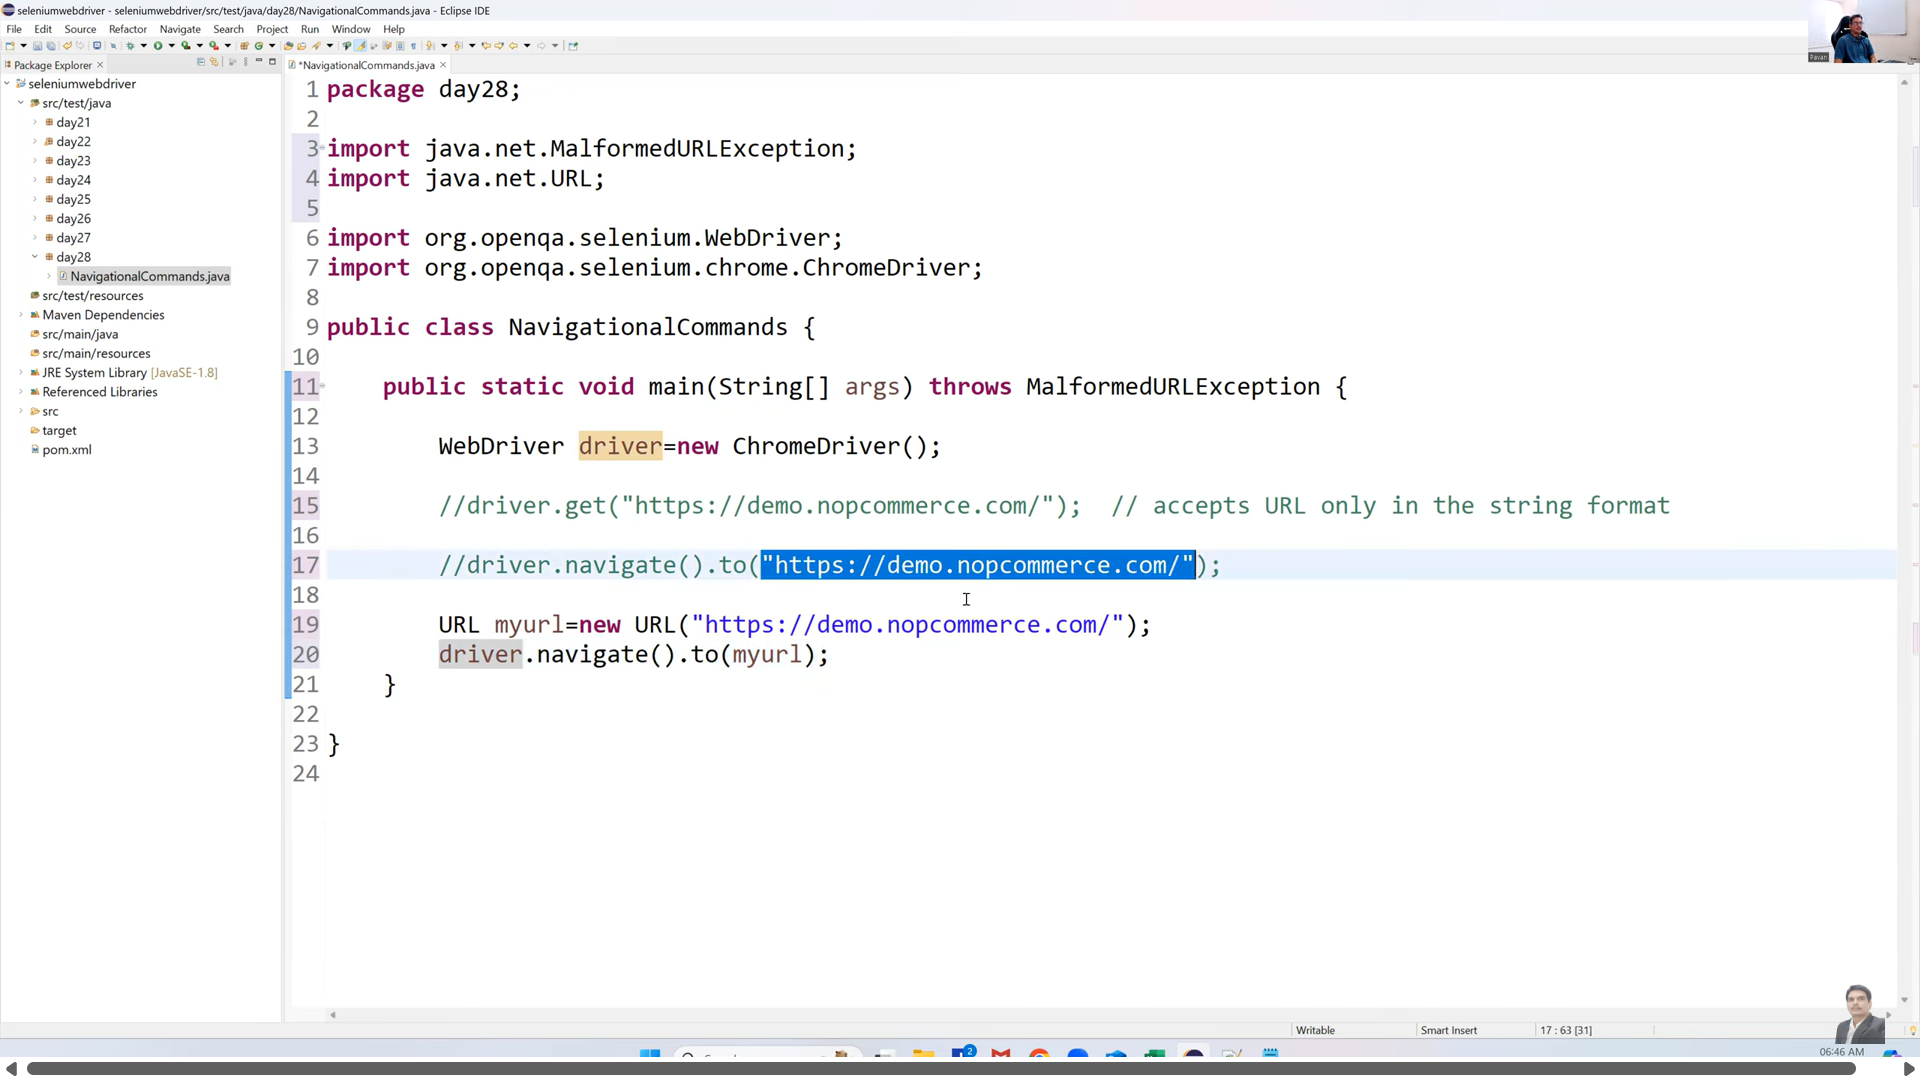 seleniumwebdriver - seleniumwebdriver/src/test/java/day28/NavigationalCommands.java - Eclipse IDE
File Edit Source Refactor Navigate Search Project Run Window Help
Package Explorer
*NavigationalCommands.java
seleniumwebdriver
src/test/java
day21
day22
day23
day24
day25
day26
day27
day28
NavigationalCommands.java
src/test/resources
Maven Dependencies
src/main/java
src/main/resources
JRE System Library [JavaSE-1.8]
Referenced Libraries
src
target
pom.xml
1 package day28;
2
3 import java.net.MalformedURLException;
4 import java.net.URL;
5
6 import org.openqa.selenium.WebDriver;
7 import org.openqa.selenium.chrome.ChromeDriver;
8
9 public class NavigationalCommands {
10
11 public static void main(String[] args) throws MalformedURLException {
12
13 WebDriver driver=new ChromeDriver();
14
15 //driver.get("https://demo.nopcommerce.com/"); // accepts URL only in the string format
16
17 //driver.navigate().to("https://demo.nopcommerce.com/");
18
19 URL myurl=new URL("https://demo.nopcommerce.com/");
20 driver.navigate().to(myurl);
21 }
22
23 }
24
Pavan
Writable Smart Insert 17 : 63 [31]
2
06:46 AM